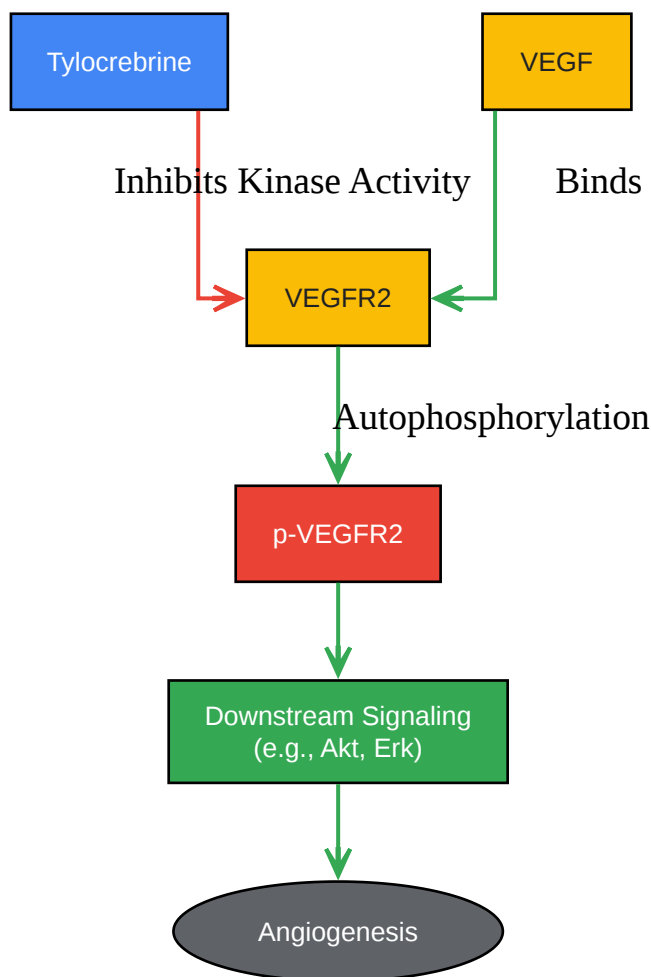 Tylocrebrine
VEGF
Inhibits Kinase Activity
Binds
VEGFR2
Autophosphorylation
p-VEGFR2
Downstream Signaling
(e.g., Akt, Erk)
Angiogenesis